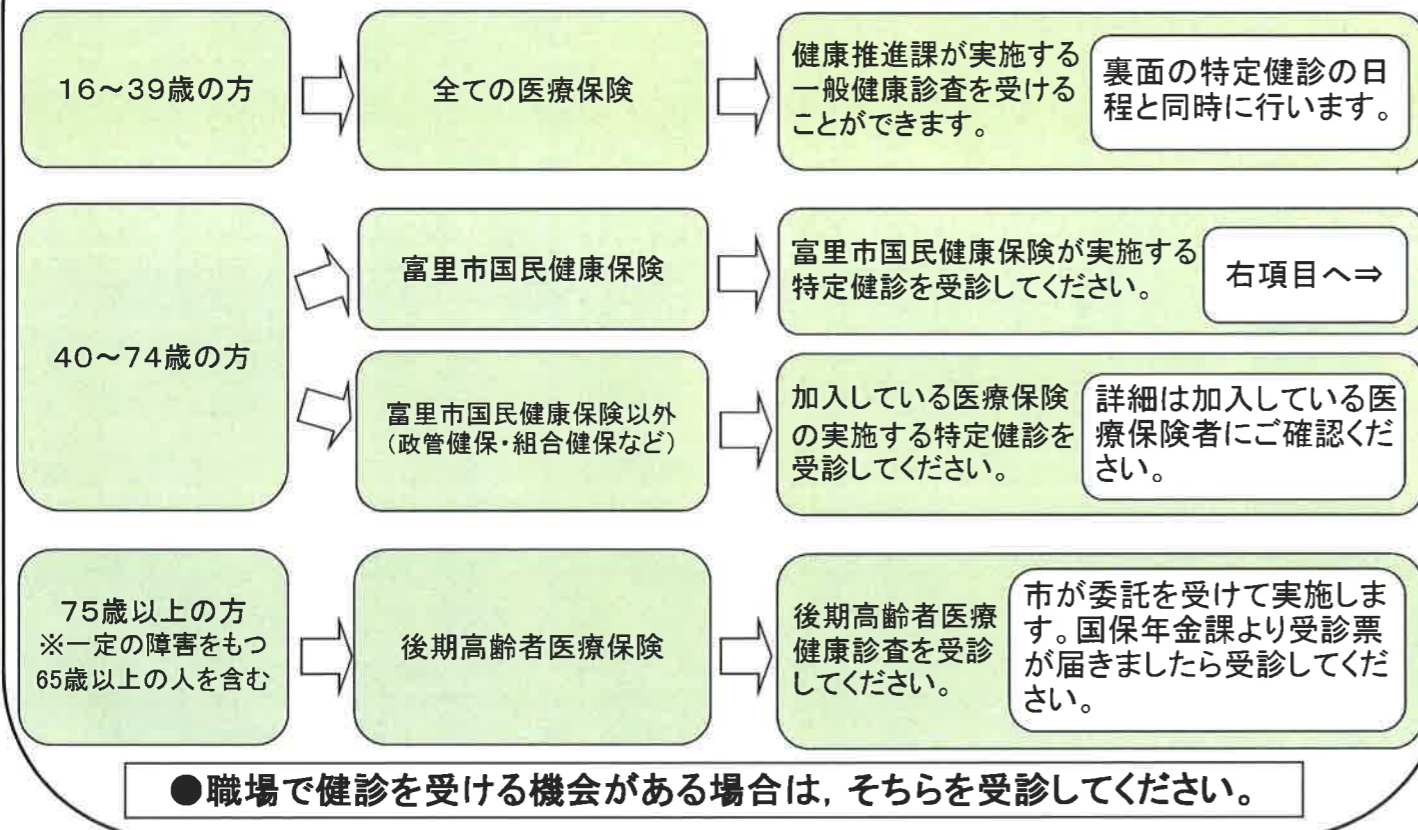 16～39歳の方
全ての医療保険
健康推進課が実施する
一般健康診査を受ける
ことができます。
裏面の特定健診の日
程と同時に行います。
40～74歳の方
富里市国民健康保険
富里市国民健康保険が実施する
特定健診を受診してください。
右項目へ⇒
富里市国民健康保険以外
（政管健保・組合健保など）
加入している医療保険
の実施する特定健診を
受診してください。
詳細は加入している医
療保険者にご確認くだ
さい。
75歳以上の方
※一定の障害をもつ
65歳以上の人を含む
後期高齢者医療保険
後期高齢者医療
健康診査を受診
してください。
市が委託を受けて実施しま
す。国保年金課より受診票
が届きましたら受診してくだ
さい。
●職場で健診を受ける機会がある場合は，そちらを受診してください。